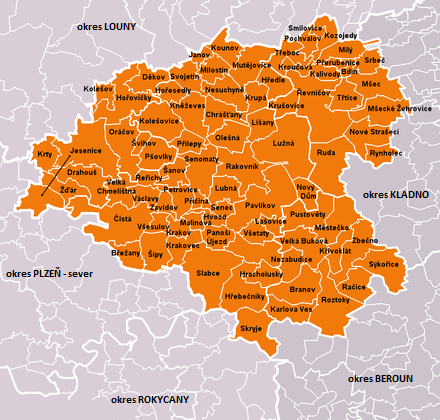 okres LOUNY
Smilovice
Pochvalov
Kozojedy
Kounov
Janov
Třeboc
Milý
Srbeč
Mutějovice
Kroučová
Přerubenice
Milostín
Kalivody
Bdín
Děkov
Svojetín
Hředle
Mšec
Kolešov
Hořesedly
Nesuchyně
Řevničov
Hořovičky
Krupá
Třtice
Kněževes
Krušovice
Mšecké Žehrovice
Chrášťany
Kolešovice
Lišany
Nové Strašecí
Oráčov
Olešná
Švihov
Přílepy
Lužná
Krty
Jesenice
Pšovlky
Senomaty
Ruda
Rynholec
Rakovník
Drahouš
Šanov
Řeřichy
Velká
Chmelištná
Žďár
Petrovice
Lubná
Nový
Dům
okres KLADNO
Václavy
Příčina
Zavidov
Senec
Pavlíkov
Hvozd
Pustověty
Čistá
Malinová
Lašovice
Všesulov
Městečko
Krakov
Panoší
Újezd
Všetaty
Velká Buková
Zbečno
Krakovec
Křivoklát
Břežany
Šípy
Nezabudice
Sýkořice
okres PLZEŇ - sever
Slabce
Hracholusky
Branov
Račice
Hřebečníky
Roztoky
Karlova Ves
Skryje
okres BEROUN
okres ROKYCANY